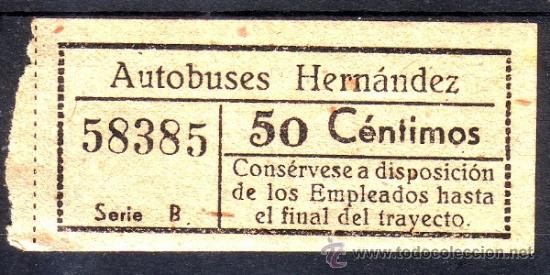 Autobuses Hernández
58385
50 Céntimos
Serie B.
Consérvese a disposición
de los Empleados hasta
el final del trayecto.
www.todocoleccion.net